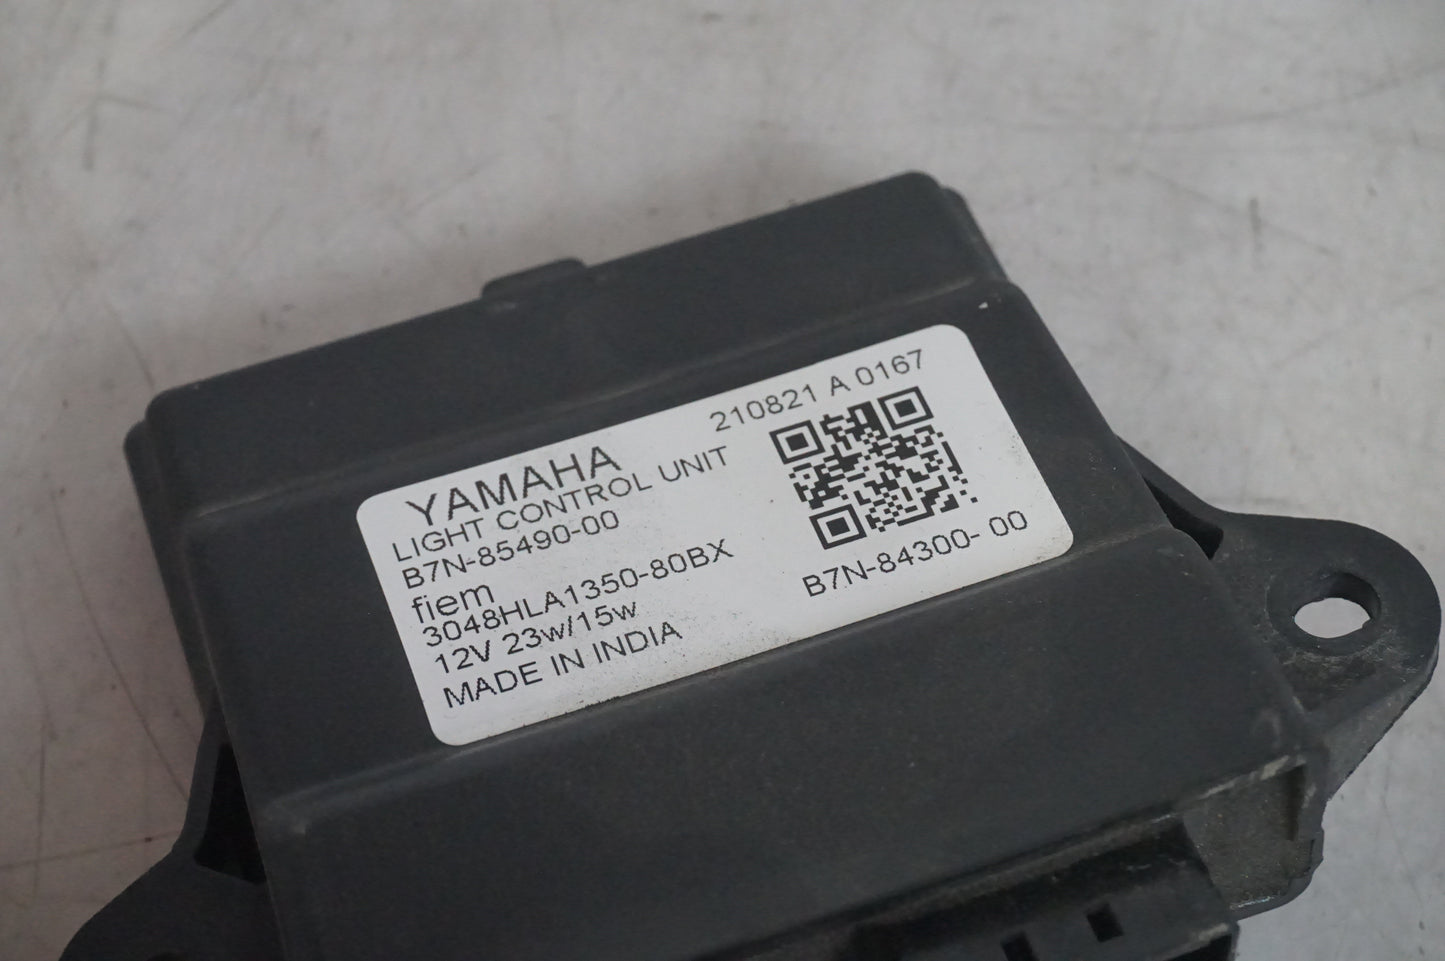 210821 A 0167
YAMAHA
LIGHT CONTROL UNIT
B7N-85490-00
fiem
3048HLA1350-80BX
12V 23w/15w
MADE IN INDIA
B7N-84300- 00